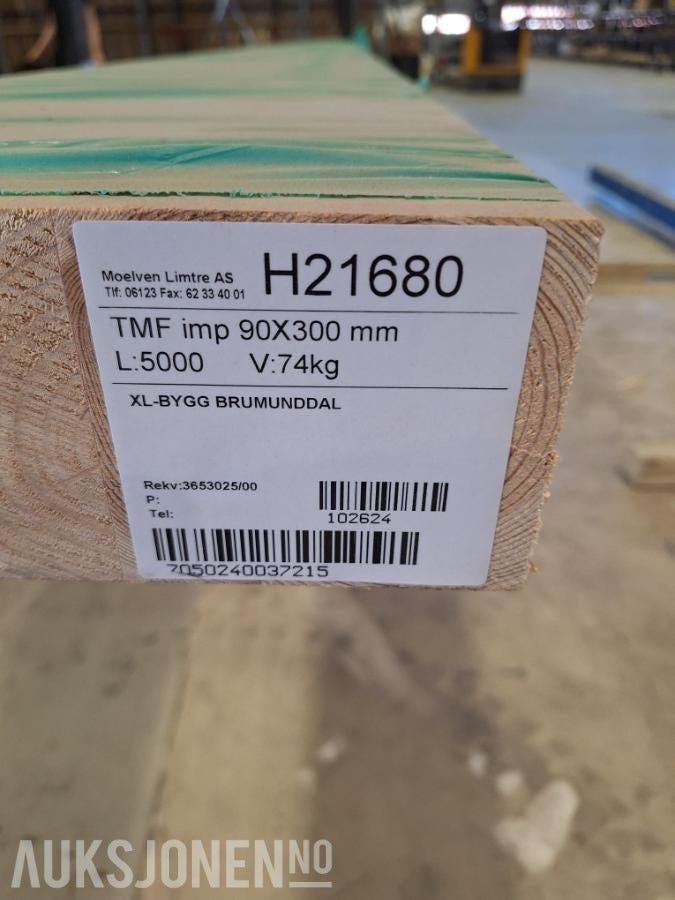 Moelven Limtre AS
H21680
Tlf: 06123 Fax: 62 33 40 01
TMF imp 90X300 mm
L:5000 V:74kg
XL-BYGG BRUMUNDDAL
Rekv:3653025/00
P:
Tel:
102624
7050240037215
AUKSJONEN NO